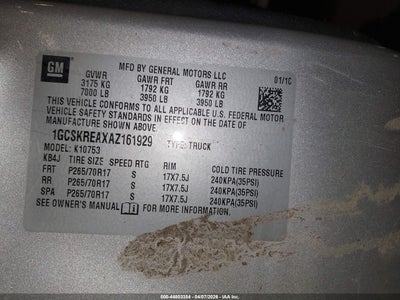 GM
MFD BY GENERAL MOTORS LLC
01/10
GVWR GAWR FRT GAWR RR
3175 KG 1792 KG 1792 KG
7000 LB 3950 LB 3950 LB
THIS VEHICLE CONFORMS TO ALL APPLICABLE U.S. FEDERAL MOTOR
VEHICLE SAFETY STANDARDS IN EFFECT ON THE DATE OF
MANUFACTURE SHOWN ABOVE.
1GCSKREAXAZ161929 TYPE: TRUCK
MODEL: K10753
KB4J TIRE SIZE SPEED RTG RIM COLD TIRE PRESSURE
FRT P265/70R17 S 17X7.5J 240KPA(35PSI)
RR P265/70R17 S 17X7.5J 240KPA(35PSI)
SPA P265/70R17 S 17X7.5J 240KPA(35PSI)
SEE OWNER'S MANUAL FOR MORE INFORMATION.
000-44803384 - 04/07/2026 - IAA Inc.